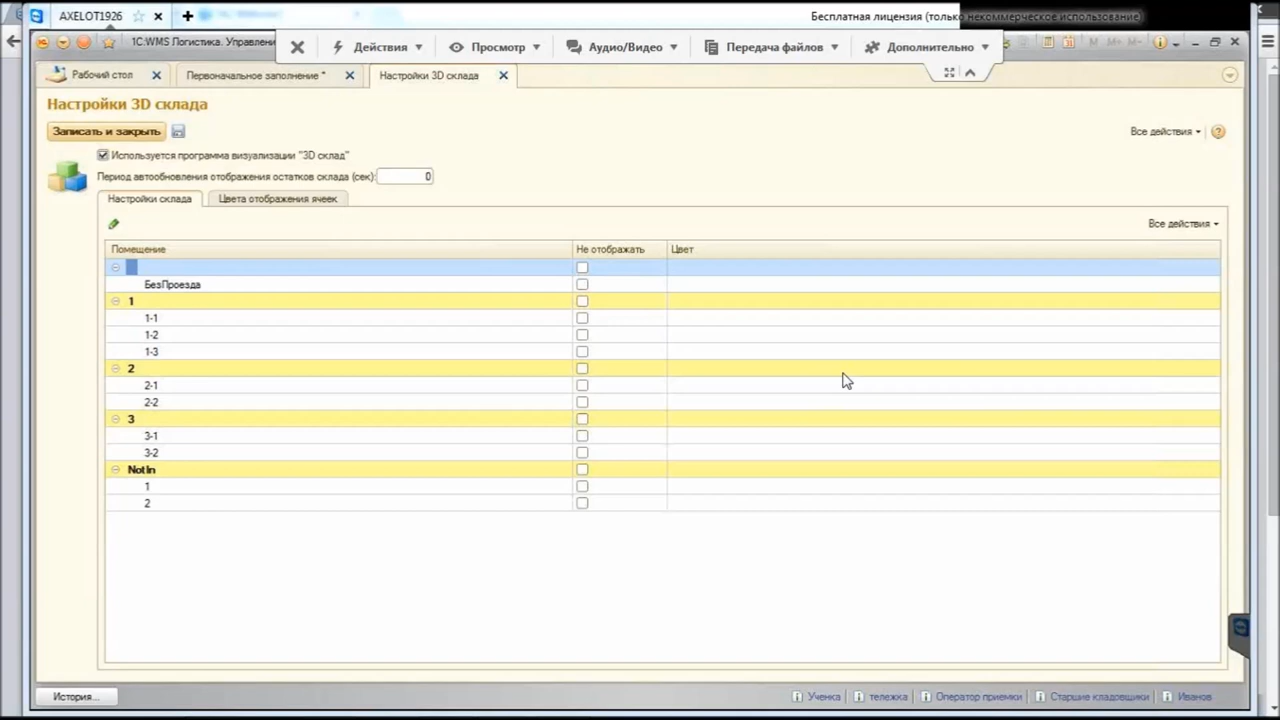 AXELOT1926
Бесплатная лицензия (только некоммерческое использование)
1С:WMS Логистика. Управлени
Действия
Просмотр
Аудио/Видео
Передача файлов
Дополнительно
M M+ M-
Рабочий стол
Первоначальное заполнение *
Настройки 3D склада
Настройки 3D склада
Записать и закрыть
Все действия
Используется программа визуализации "3D склад"
Период автообновления отображения остатков склада (сек): 0
Настройки склада
Цвета отображения ячеек
Все действия
Помещение Не отображать Цвет
БезПроезда
1
1-1
1-2
1-3
2
2-1
2-2
3
3-1
3-2
NotIn
1
2
История...
Ученка
тележка
Оператор приемки
Старшие кладовщики
Иванов